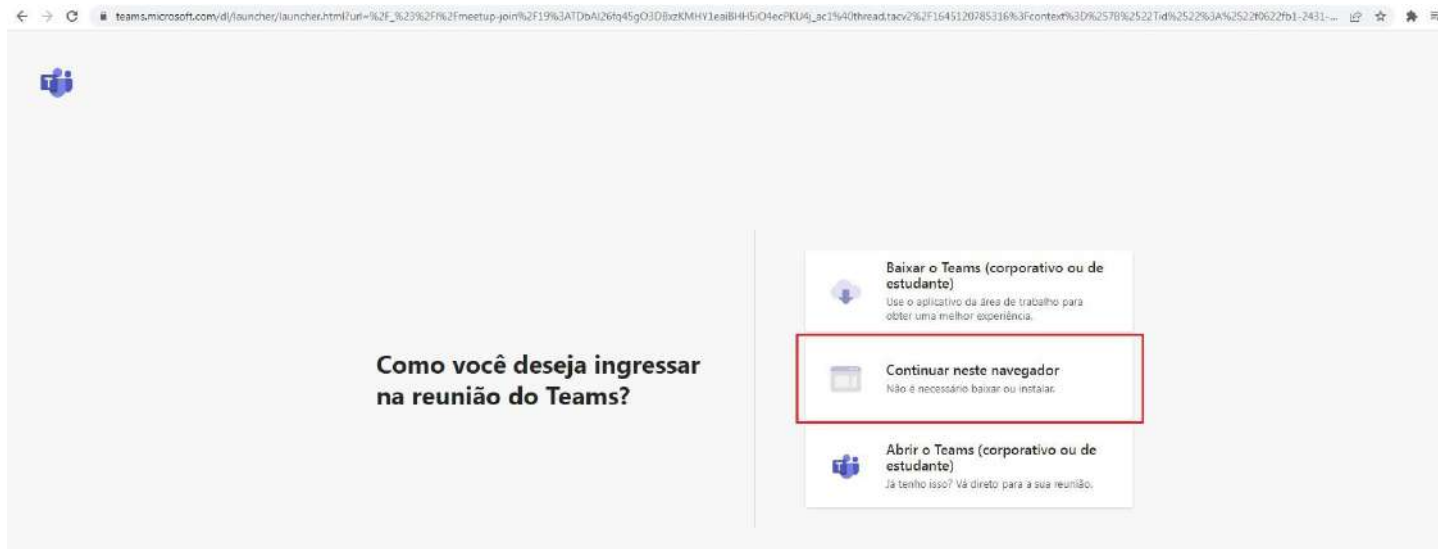 teams.microsoft.com/dl/launcher/launcher.html?url=%2F_%23%2Fl%2Fmeetup-join%2F19%3ATDbAI26fq45gO3DBxzKMHY1eaiBHH5iO4ecPKU4j_ac1%40thread.tacv2%2F1645120785316%3Fcontext%3D%257B%2522Tid%2522%253A%2522f0622fb1-2431-...
Baixar o Teams (corporativo ou de
estudante)
Use o aplicativo da área de trabalho para
obter uma melhor experiência.
Como você deseja ingressar
na reunião do Teams?
Continuar neste navegador
Não é necessário baixar ou instalar.
Abrir o Teams (corporativo ou de
estudante)
Já tenho isso? Vá direto para a sua reunião.